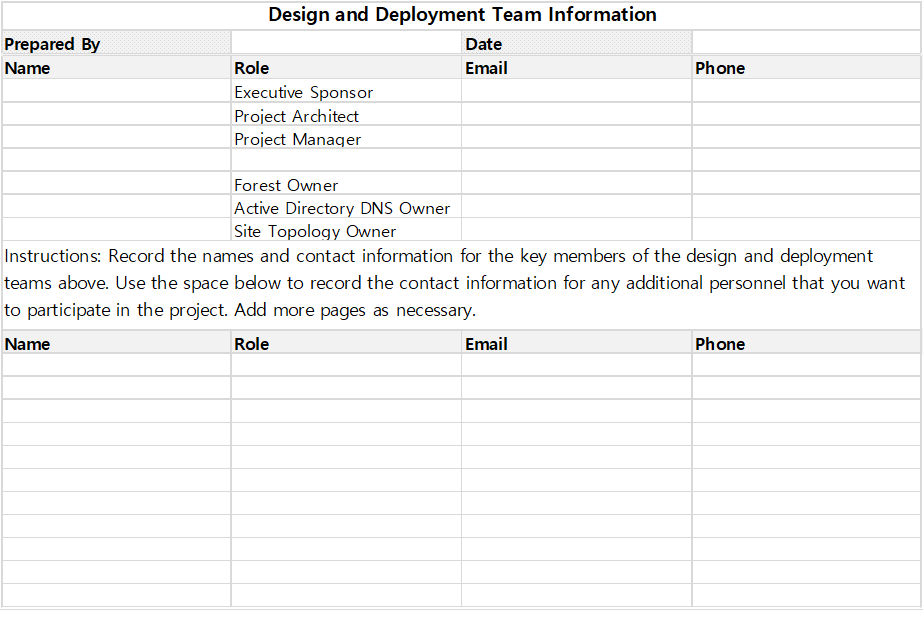 Design and Deployment Team Information
Prepared By Date
Name Role Email Phone
Executive Sponsor
Project Architect
Project Manager
Forest Owner
Active Directory DNS Owner
Site Topology Owner
Instructions: Record the names and contact information for the key members of the design and deployment
teams above. Use the space below to record the contact information for any additional personnel that you want
to participate in the project. Add more pages as necessary.
Name Role Email Phone